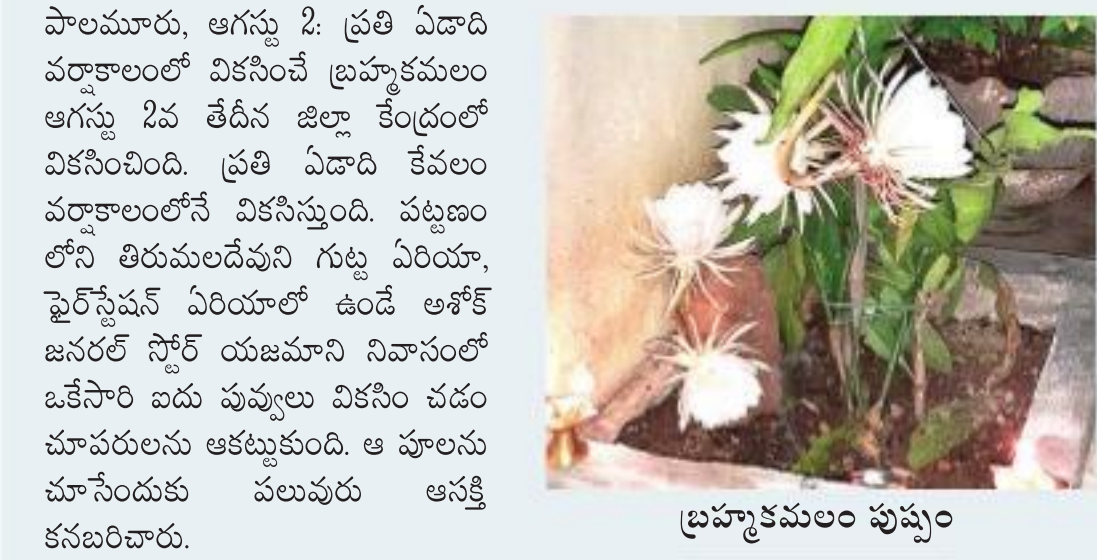 పాలమూరు, ఆగస్టు 2: ప్రతి ఏడాది
వర్షాకాలంలో వికసించే బ్రహ్మకమలం
ఆగస్టు 2వ తేదీన జిల్లా కేంద్రంలో
వికసించింది. ప్రతి ఏడాది కేవలం
వర్షాకాలంలోనే వికసిస్తుంది. పట్టణం
లోని తిరుమలదేవుని గుట్ట ఏరియా,
ఫైర్‌స్టేషన్ ఏరియాలో ఉండే అశోక్
జనరల్ స్టోర్ యజమాని నివాసంలో
ఒకేసారి ఐదు పువ్వులు వికసిం చడం
చూపరులను ఆకట్టుకుంది. ఆ పూలను
చూసేందుకు పలువురు ఆసక్తి
కనబరిచారు.
బ్రహ్మకమలం పుష్పం